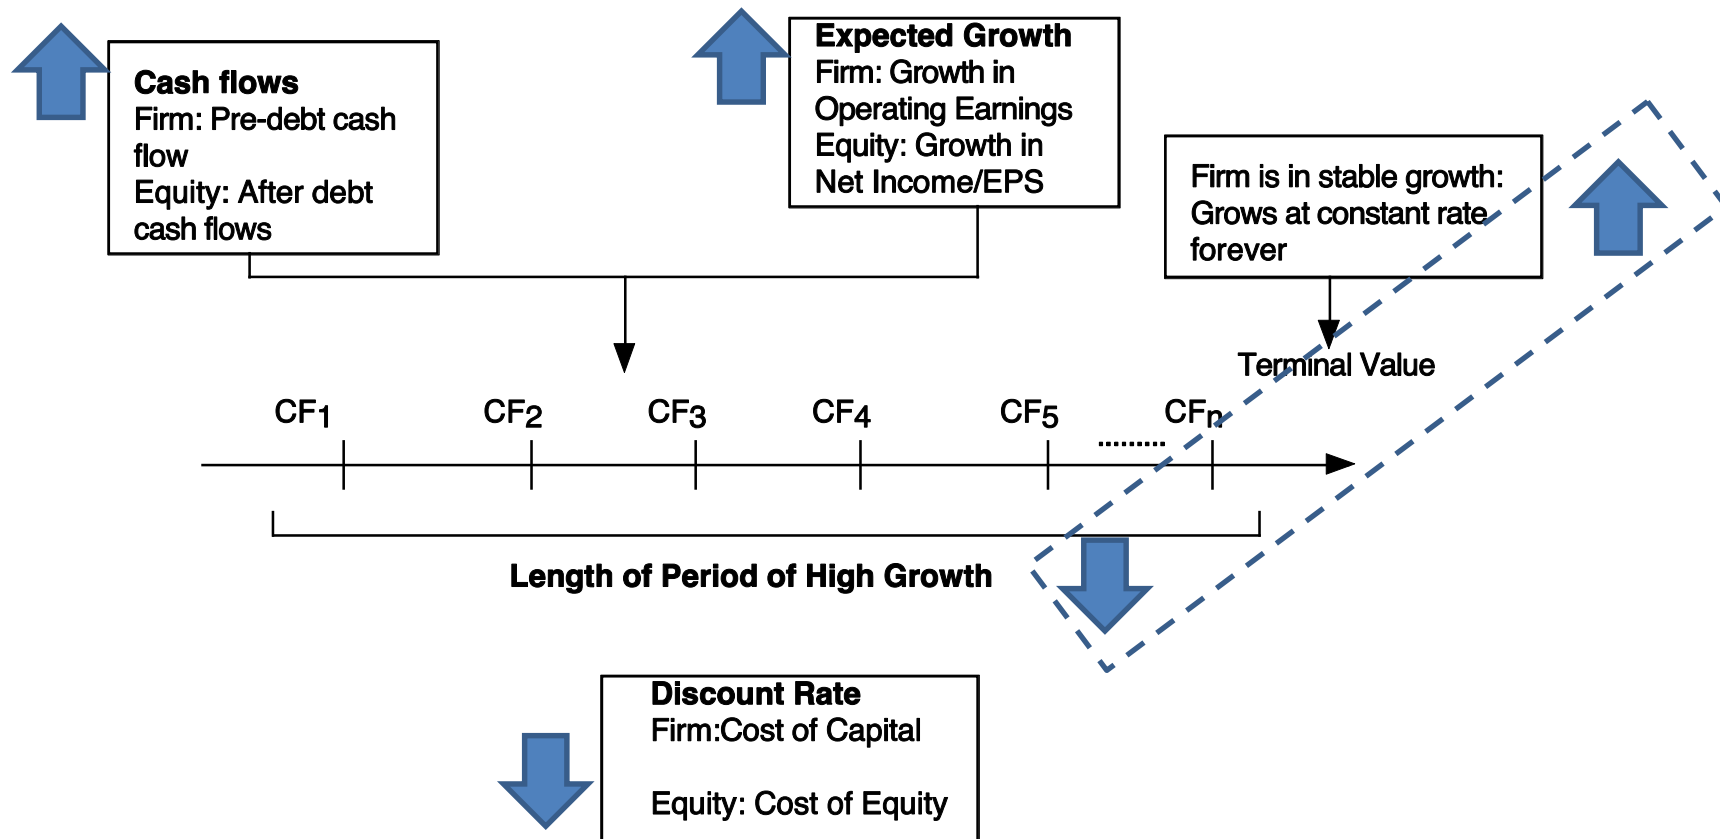 Cash flows
Firm: Pre-debt cash
flow
Equity: After debt
cash flows
Expected Growth
Firm: Growth in
Operating Earnings
Equity: Growth in
Net Income/EPS
Firm is in stable growth:
Grows at constant rate
forever
Terminal Value
CF1 CF2 CF3 CF4 CF5 ......... CFn
Length of Period of High Growth
Discount Rate
Firm:Cost of Capital
Equity: Cost of Equity